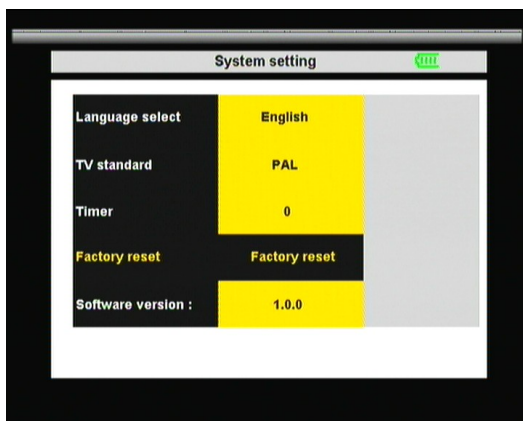 System setting
Language select English
TV standard PAL
Timer 0
Factory reset Factory reset
Software version : 1.0.0